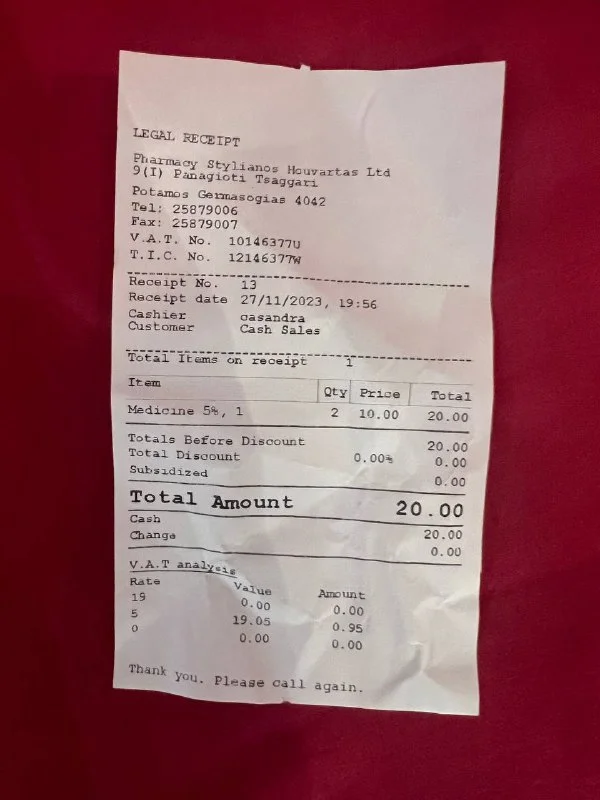 LEGAL RECEIPT
Pharmacy Stylianos Houvartas Ltd
9(I) Panagioti Tsaggari
Potamos Germasogias 4042
Tel: 25879006
Fax: 25879007
V.A.T. No. 10146377U
T.I.C. No. 12146377W
Receipt No. 13
Receipt date 27/11/2023, 19:56
Cashier casandra
Customer Cash Sales
Total Items on receipt 1
Item Qty Price Total
Medicine 5%, 1 2 10.00 20.00
Totals Before Discount 20.00
Total Discount 0.00% 0.00
Subsidized 0.00
Total Amount 20.00
Cash 20.00
Change 0.00
V.A.T analysis
Rate Value Amount
19 0.00 0.00
5 19.05 0.95
0 0.00 0.00
Thank you. Please call again.